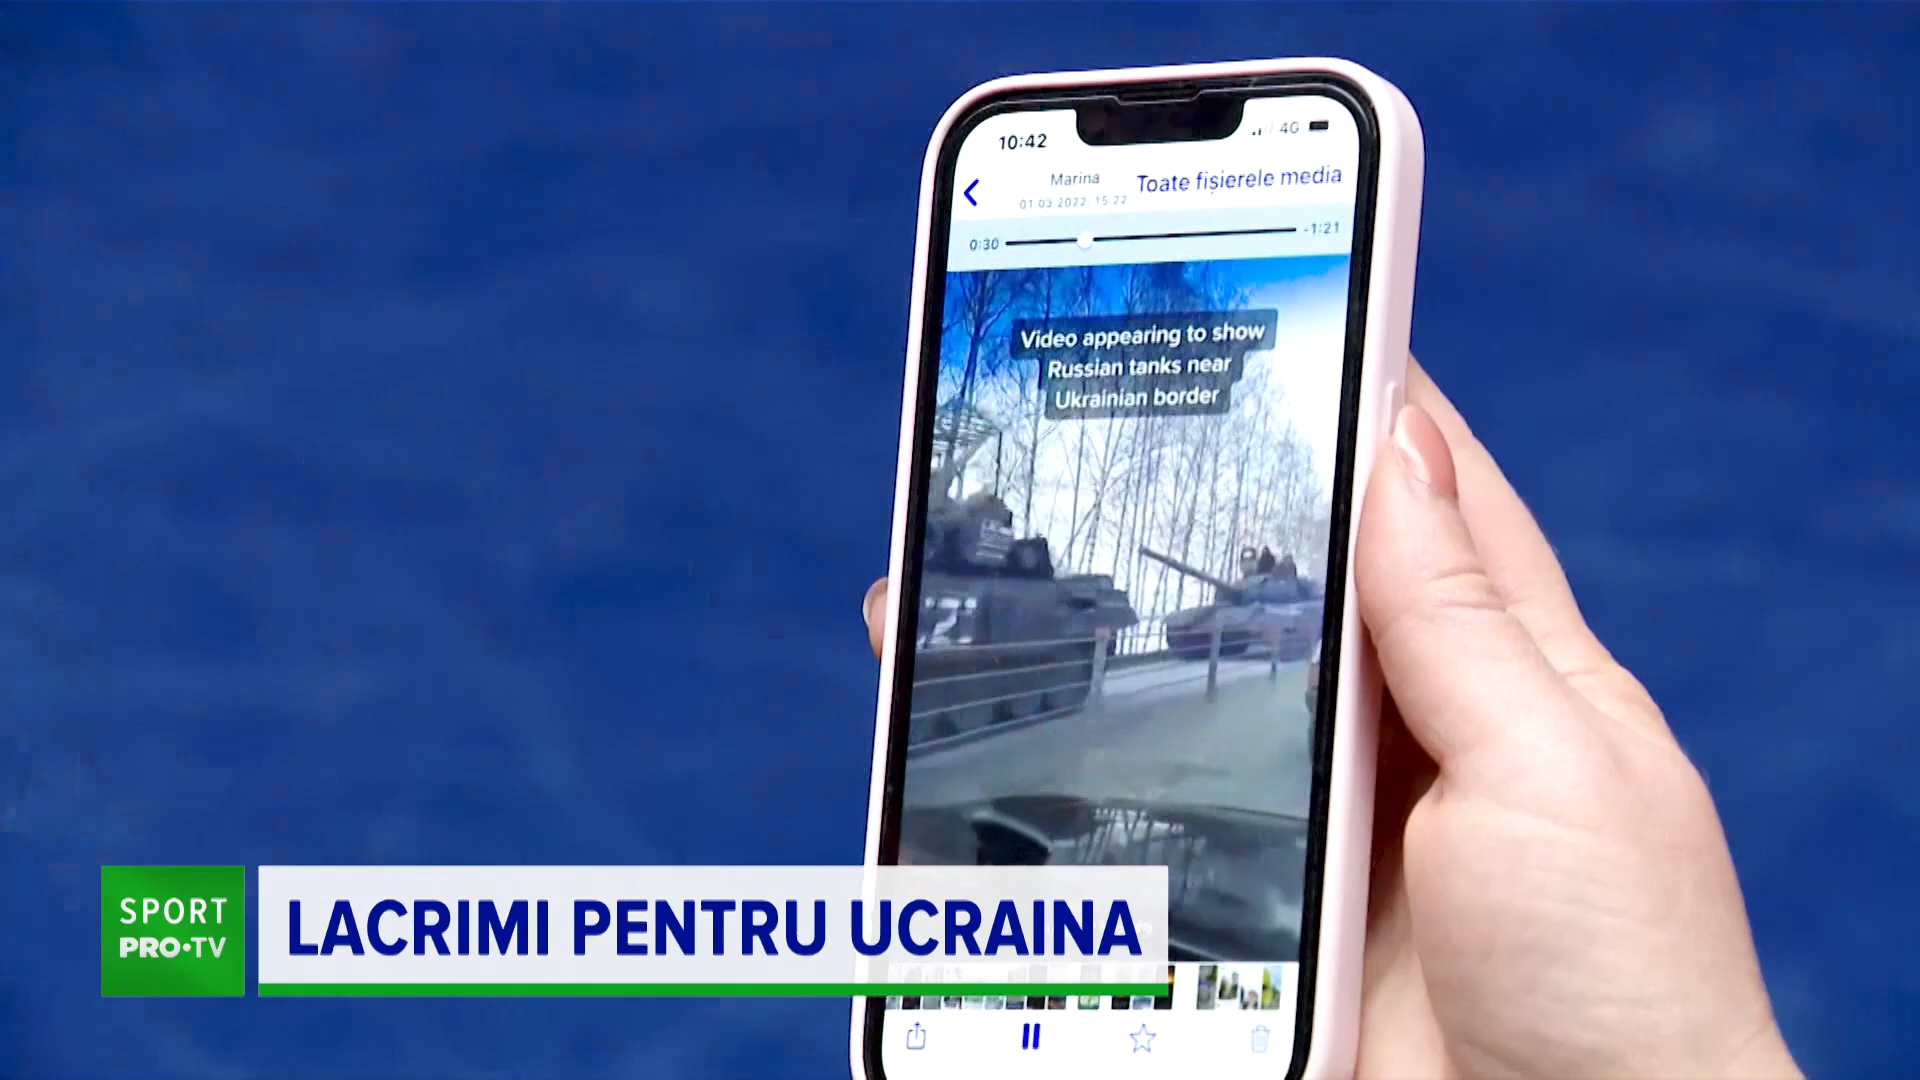 10:42
4G
Marina
Toate fișierele media
01.03.2022, 15:22
0:30
-1:21
Video appearing to show
Russian tanks near
Ukrainian border
Z
SPORT
PRO•TV
LACRIMI PENTRU UCRAINA